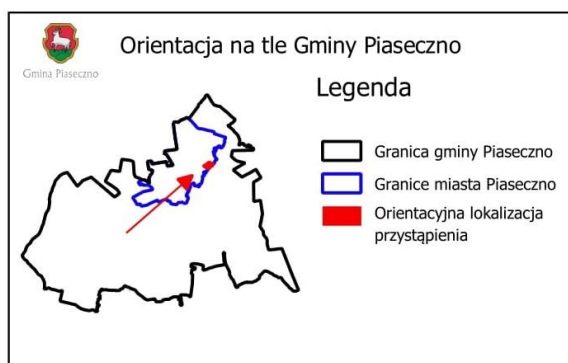 Orientacja na tle Gminy Piaseczno
Gmina Piaseczno
Legenda
Granica gminy Piaseczno
Granice miasta Piaseczno
Orientacyjna lokalizacja
przystąpienia